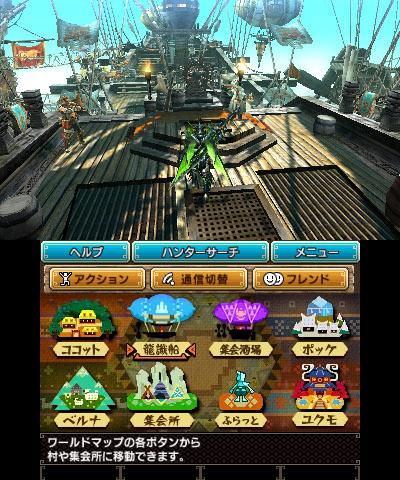 ヘルプ ハンターサーチ メニュー
アクション 通信切替 フレンド
ココット 龍識船 集会酒場 ポッケ
ベルナ 集会所 ふらっと ユクモ
ワールドマップの各ボタンから
村や集会所に移動できます。